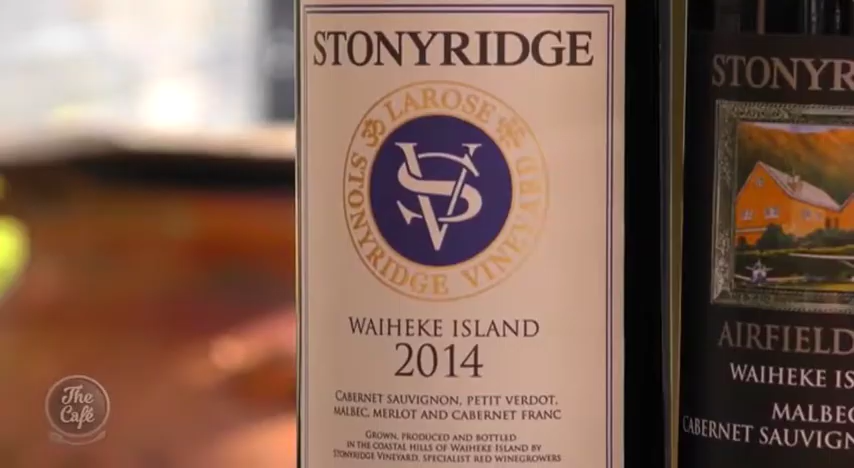 STONYRIDGE
LAROSE
STONYRIDGE VINEYARD
SV
WAIHEKE ISLAND
2014
CABERNET SAUVIGNON, PETIT VERDOT,
MALBEC, MERLOT AND CABERNET FRANC
GROWN, PRODUCED AND BOTTLED
IN THE COASTAL HILLS OF WAIHEKE ISLAND BY
STONYRIDGE VINEYARD, SPECIALIST RED WINEGROWERS
STONYR
AIRFIELD
WAIHEKE IS
MALBEC
CABERNET SAUVIGN
The
Café